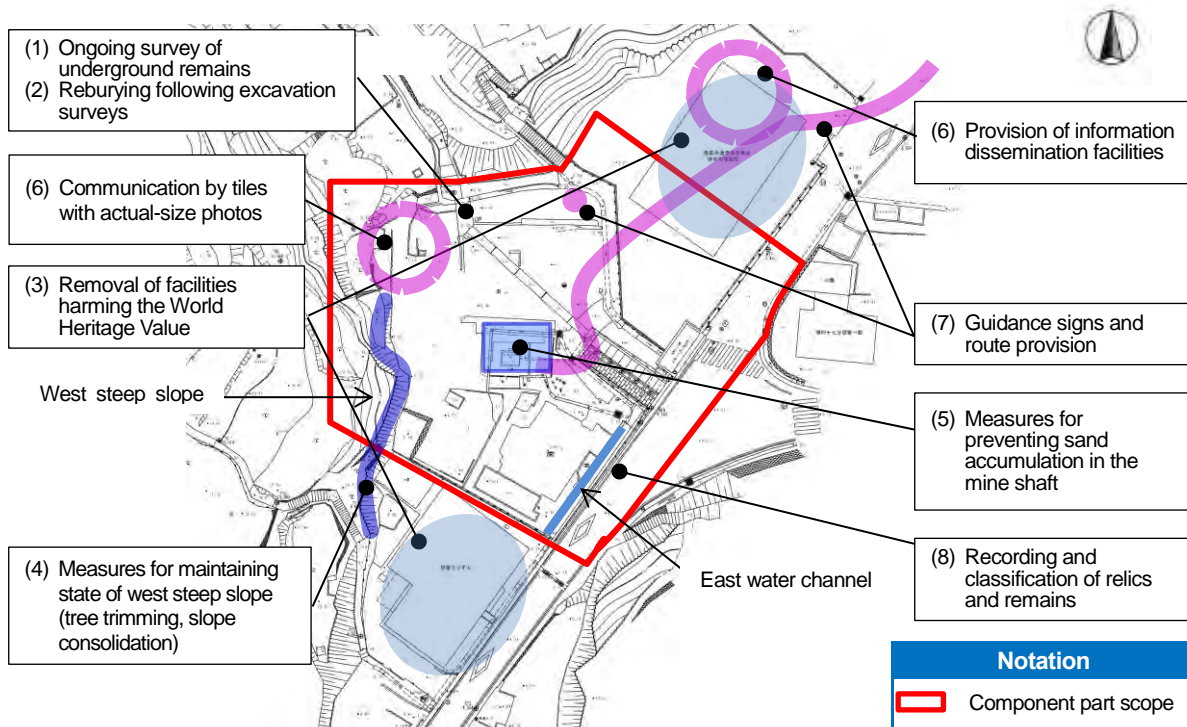 (1) Ongoing survey of
underground remains
(2) Reburying following excavation
surveys
(6) Communication by tiles
with actual-size photos
(3) Removal of facilities
harming the World
Heritage Value
West steep slope
(4) Measures for maintaining
state of west steep slope
(tree trimming, slope
consolidation)
(6) Provision of information
dissemination facilities
(7) Guidance signs and
route provision
(5) Measures for
preventing sand
accumulation in the
mine shaft
(8) Recording and
classification of relics
and remains
East water channel
Notation
Component part scope